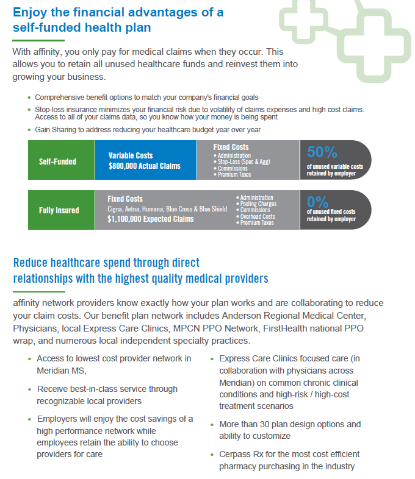 Enjoy the financial advantages of a
self-funded health plan
With affinity, you only pay for medical claims when they occur. This
allows you to retain all unused healthcare funds and reinvest them into
growing your business.
• Comprehensive benefit options to match your company's financial goals
• Stop-loss insurance minimizes your financial risk due to volatility of claims expenses and high cost claims.
Access to all of your claims data, so you know how your money is being spent
• Gain Sharing to address reducing your healthcare budget year over year
Self-Funded
Variable Costs
$800,000 Actual Claims
Fixed Costs
• Administration
• Stop-Loss (Spec & Agg)
• Commissions
• Premium Taxes
50%
of unused variable costs
retained by employer
Fully Insured
Fixed Costs
Cigna, Aetna, Humana, Blue Cross & Blue Shield
$1,100,000 Expected Claims
• Administration
• Pooling Charges
• Commissions
• Overhead Costs
• Premium Taxes
0%
of unused fixed costs
retained by employer
Reduce healthcare spend through direct
relationships with the highest quality medical providers
affinity network providers know exactly how your plan works and are collaborating to reduce
your claim costs. Our benefit plan network includes Anderson Regional Medical Center,
Physicians, local Express Care Clinics, MPCN PPO Network, FirstHealth national PPO
wrap, and numerous local independent specialty practices.
• Access to lowest cost provider network in
Meridian MS,
• Receive best-in-class service through
recognizable local providers
• Employers will enjoy the cost savings of a
high performance network while
employees retain the ability to choose
providers for care
• Express Care Clinics focused care (in
collaboration with physicians across
Meridian) on common chronic clinical
conditions and high-risk / high-cost
treatment scenarios
• More than 30 plan design options and
ability to customize
• Cerpass Rx for the most cost efficient
pharmacy purchasing in the industry